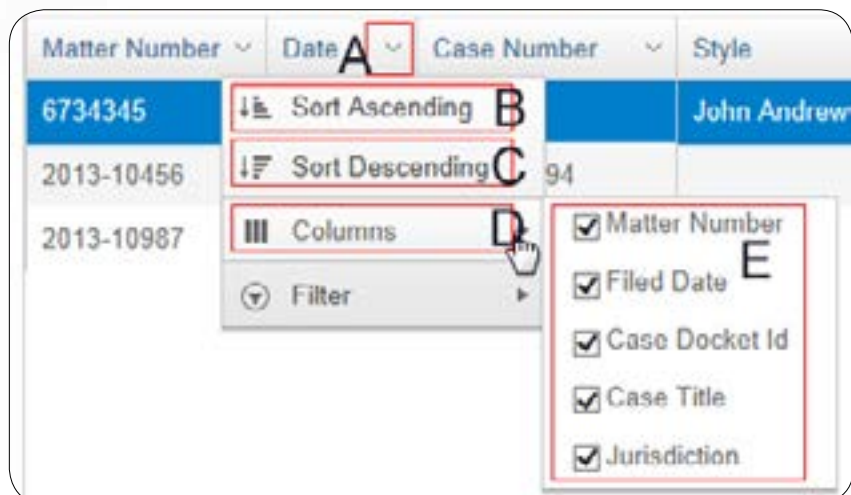 Matter Number Date A Case Number Style
6734345 Sort Ascending B John Andrew
2013-10456 Sort Descending C 94
2013-10987 Columns D Matter Number
E
Filter Filed Date
Case Docket Id
Case Title
Jurisdiction